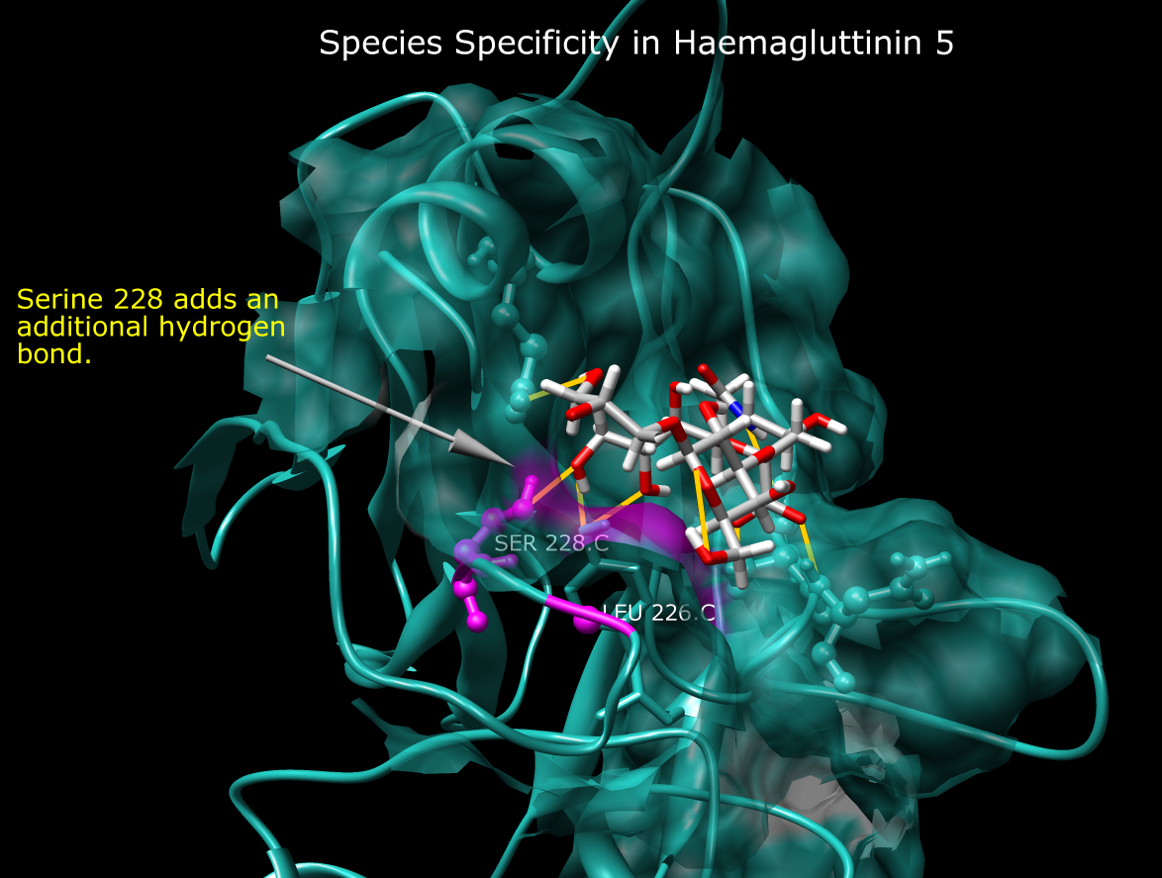 Species Specificity in Haemagluttinin 5
Serine 228 adds an
additional hydrogen
bond.
SER 228.C
LEU 226.C